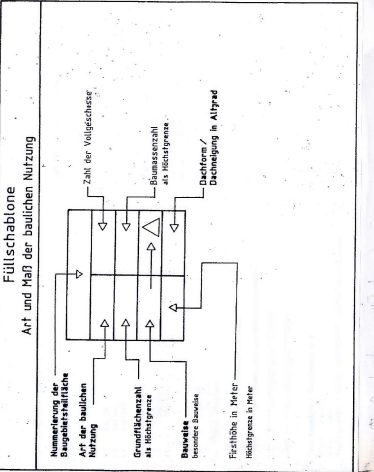 Füllschablone
Art und Maß der baulichen Nutzung
Nummerierung der
Baugebietsteilfläche
Art der baulichen
Nutzung
Grundflächenzahl
als Höchstgrenze
Bauweise
besondere Bauweise
Firsthöhe in Meter
Höchstgrenze in Meter
Zahl der Vollgeschosse
Baumassenzahl
als Höchstgrenze
Dachform /
Dachneigung in Altgrad